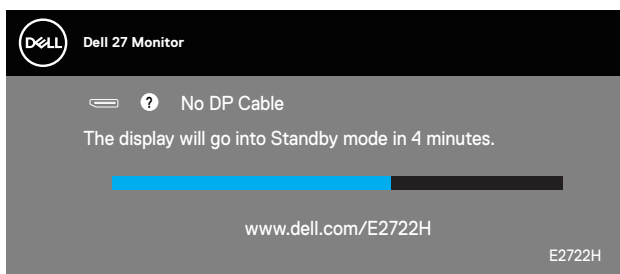 DELL
Dell 27 Monitor
? No DP Cable
The display will go into Standby mode in 4 minutes.
www.dell.com/E2722H
E2722H